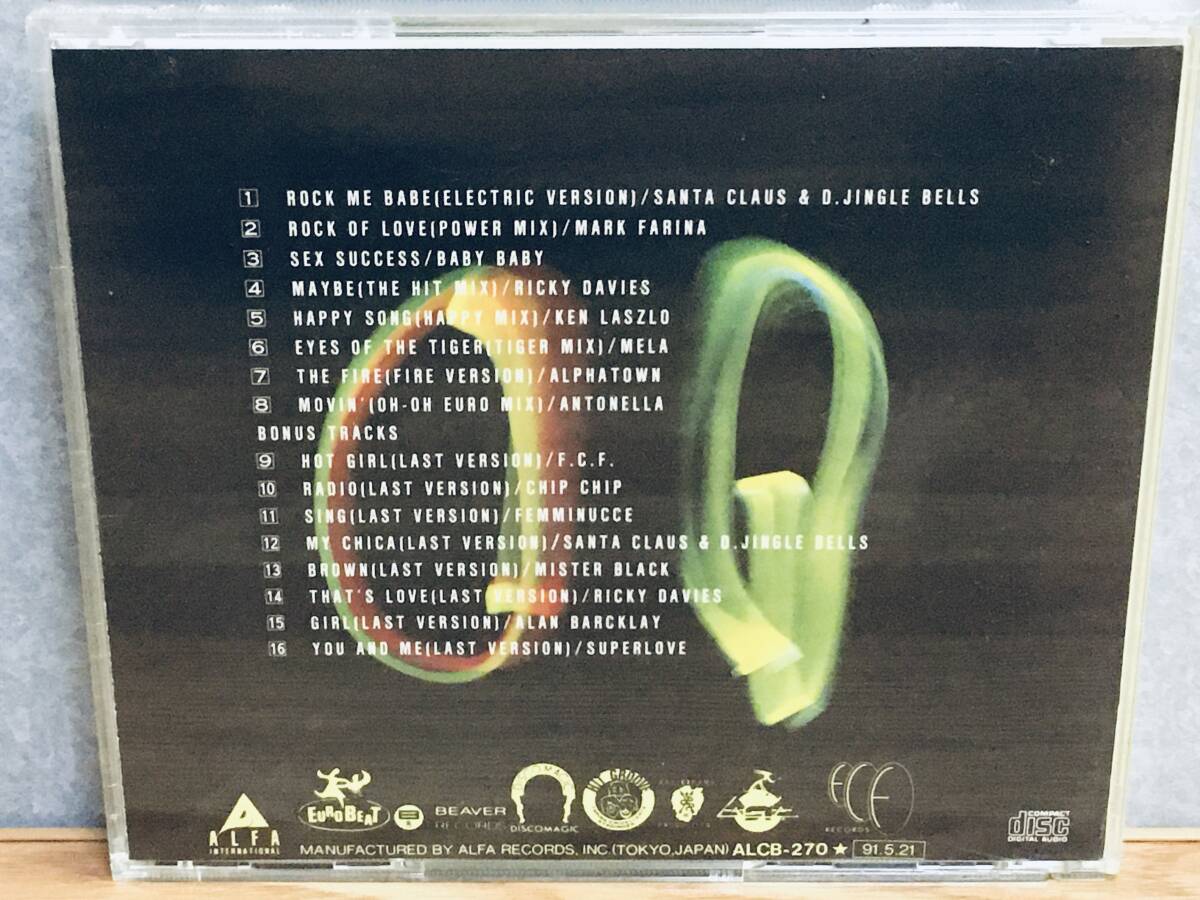 1 ROCK ME BABE(ELECTRIC VERSION)/SANTA CLAUS & D.JINGLE BELLS
2 ROCK OF LOVE(POWER MIX)/MARK FARINA
3 SEX SUCCESS/BABY BABY
4 MAYBE(THE HIT MIX)/RICKY DAVIES
5 HAPPY SONG(HAPPY MIX)/KEN LASZLO
6 EYES OF THE TIGER(TIGER MIX)/MELA
7 THE FIRE(FIRE VERSION)/ALPHATOWN
8 MOVIN'(OH-OH EURO MIX)/ANTONELLA
BONUS TRACKS
9 HOT GIRL(LAST VERSION)/F.C.F.
10 RADIO(LAST VERSION)/CHIP CHIP
11 SING(LAST VERSION)/FEMMINUCCE
12 MY CHICA(LAST VERSION)/SANTA CLAUS & D.JINGLE BELLS
13 BROWN(LAST VERSION)/MISTER BLACK
14 THAT'S LOVE(LAST VERSION)/RICKY DAVIES
15 GIRL(LAST VERSION)/ALAN BARCKLAY
16 YOU AND ME(LAST VERSION)/SUPERLOVE
ALFA
INTERNATIONAL
EUROBEAT
BEAVER
RECORDS
DISCOMAGIC
HIT GROOVE
RECORDS
COMPACT
disc
DIGITAL AUDIO
MANUFACTURED BY ALFA RECORDS, INC.(TOKYO,JAPAN) ALCB-270 ★ 91.5.21